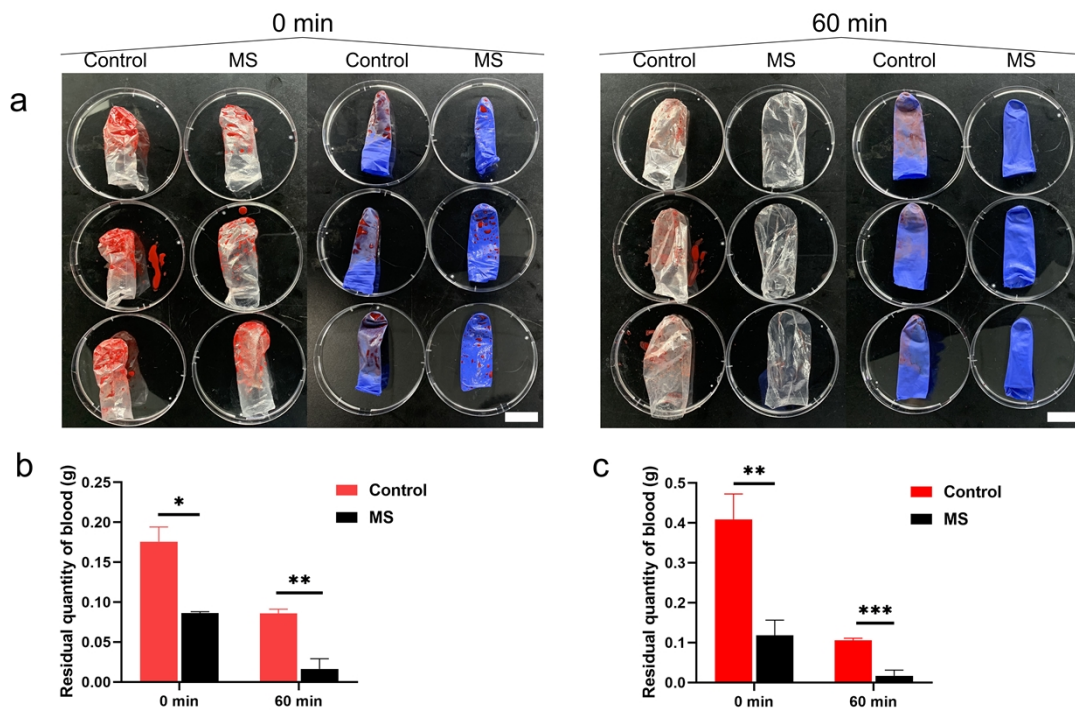 0 min
60 min
Control MS Control MS
Control MS Control MS
a
b
Residual quantity of blood (g)
0.25
0.20
0.15
0.10
0.05
0.00
*
**
Control
MS
0 min 60 min
c
Residual quantity of blood (g)
0.5
0.4
0.3
0.2
0.1
0.0
**
***
Control
MS
0 min 60 min